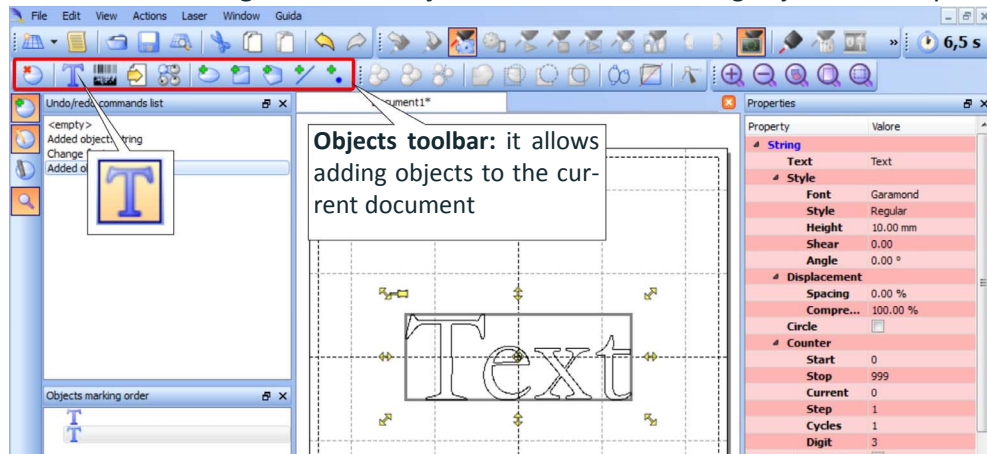 File Edit View Actions Laser Window Guida
» 6,5 s
Undo/redo commands list
Properties
<empty>
Added object: String
Change
Added
T
Objects toolbar: it allows
adding objects to the cur-
rent document
Property Valore
String
Text Text
Style
Font Garamond
Style Regular
Height 10.00 mm
Shear 0.00
Angle 0.00 °
Displacement
Spacing 0.00 %
Compre... 100.00 %
Circle
Counter
Start 0
Stop 999
Current 0
Step 1
Cycles 1
Digit 3
Text
Objects marking order
T
T